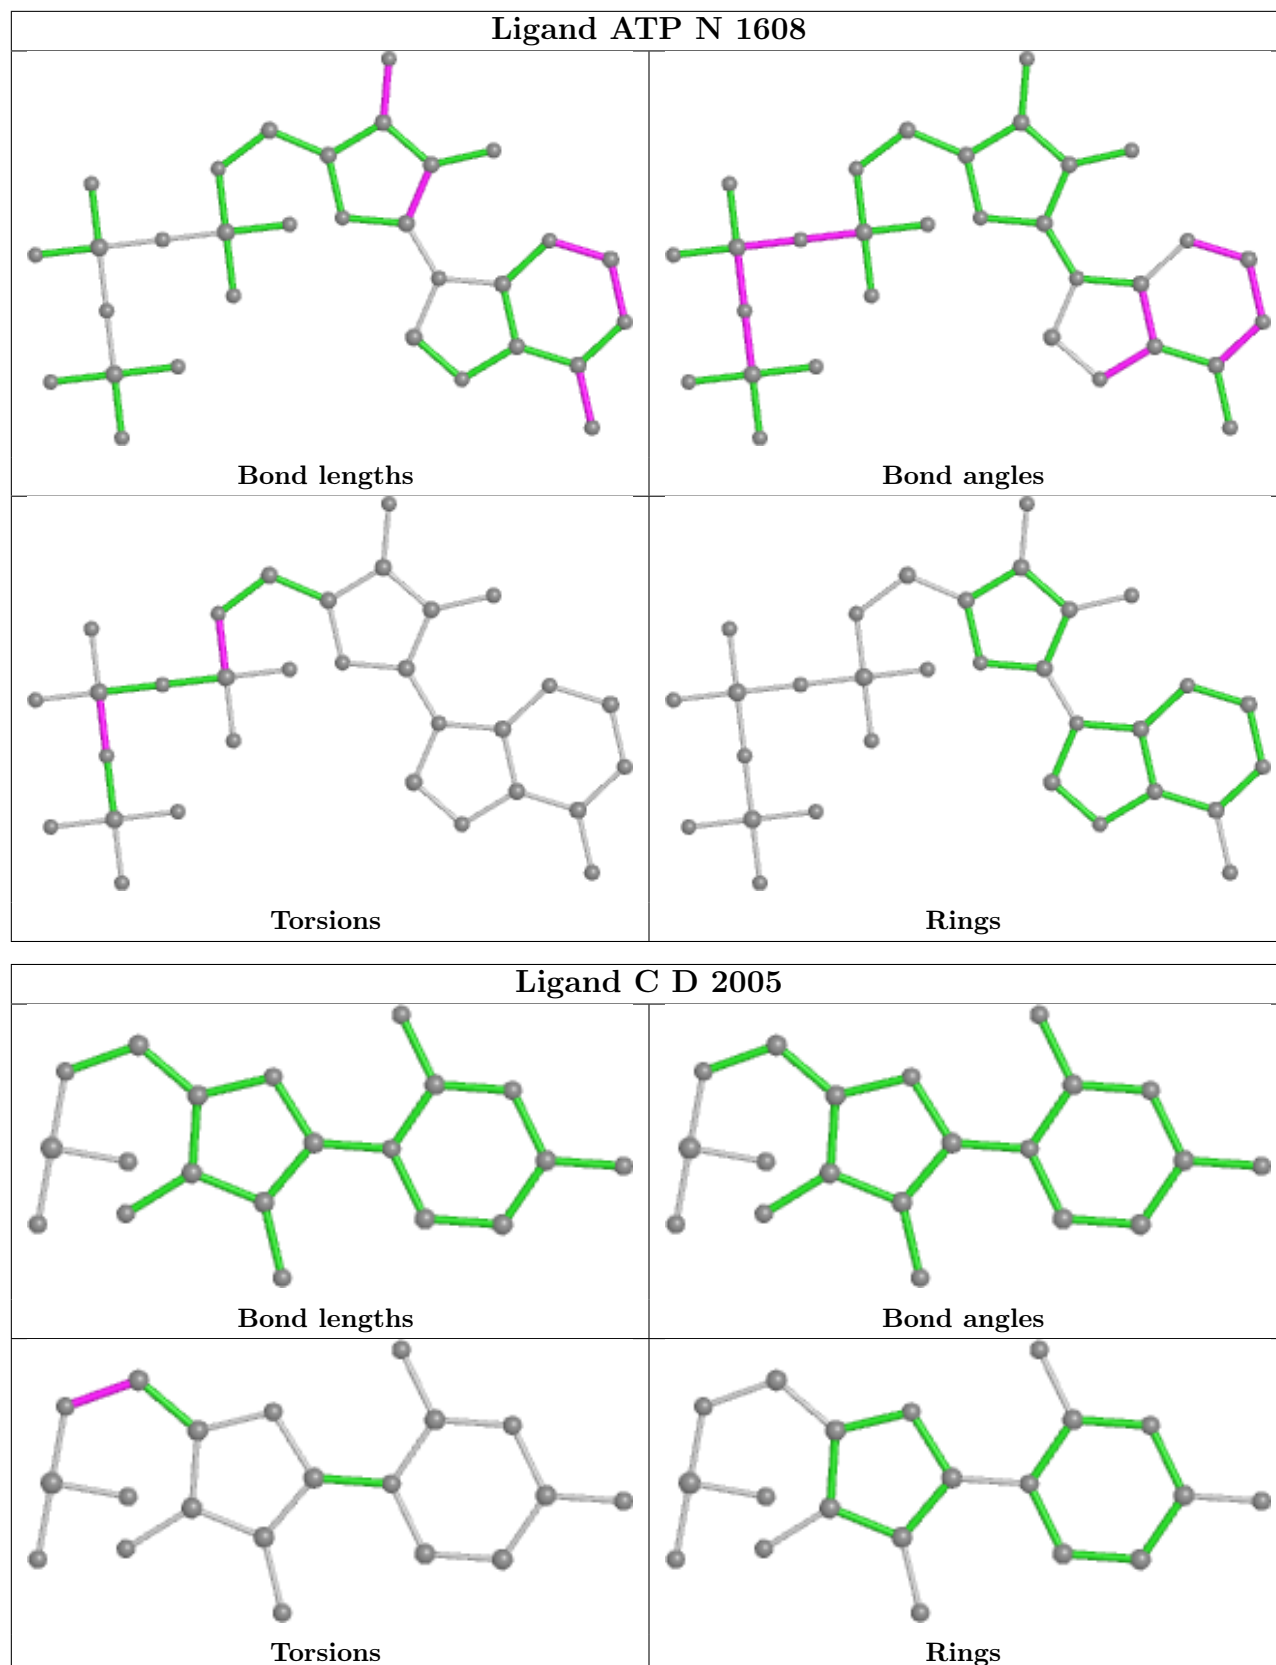 Ligand ATP N 1608
Bond lengths
Bond angles
Torsions
Rings
Ligand C D 2005
Bond lengths
Bond angles
Torsions
Rings